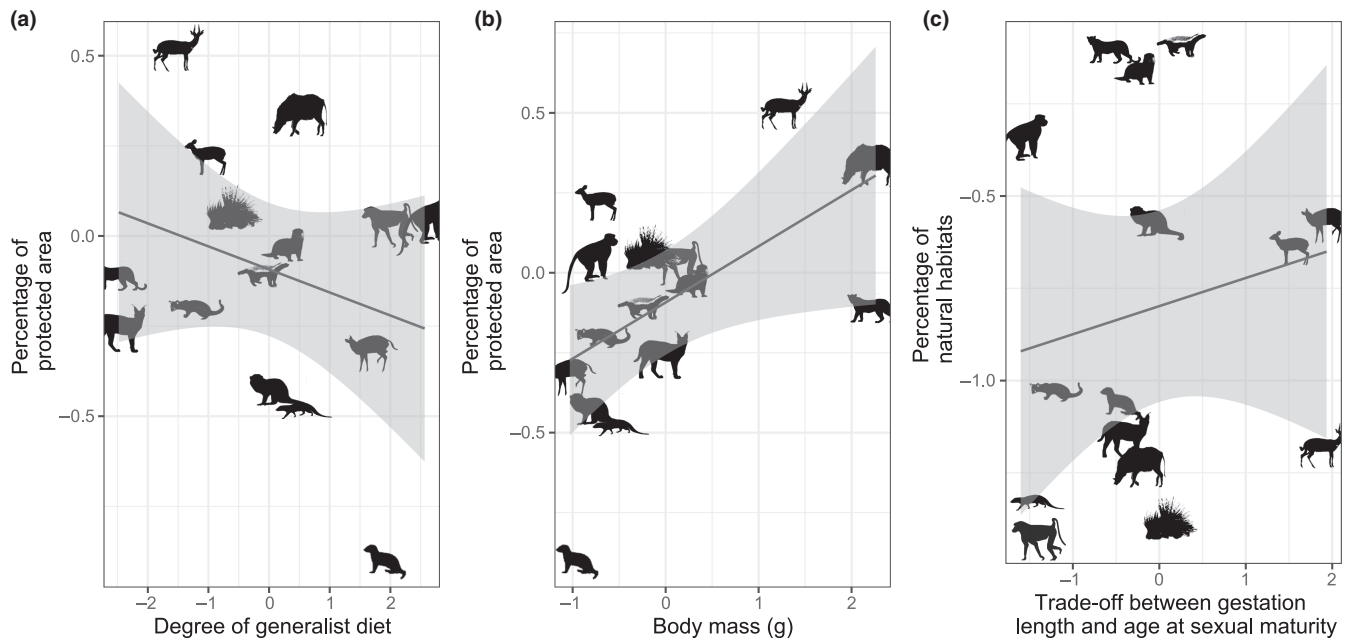 (a)
0.5
0.0
−0.5
−2 −1 0 1 2
Percentage of
protected area
Degree of generalist diet
(b)
0.5
0.0
−0.5
−1 0 1 2
Percentage of
protected area
Body mass (g)
(c)
−0.5
−1.0
−1 0 1 2
Percentage of
natural habitats
Trade-off between gestation
length and age at sexual maturity